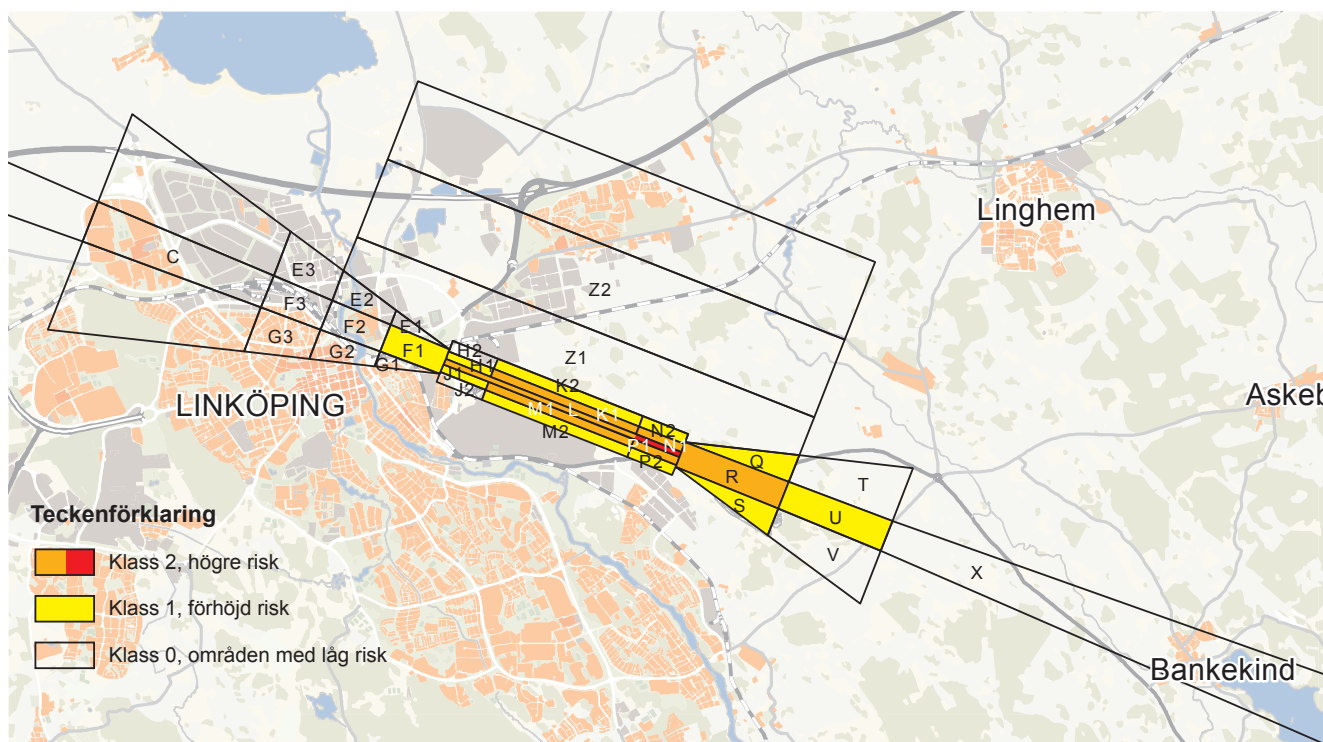 Linghem
C
E3
Z2
E2
F3
F2
E1
G3
G2
F1
G1
H2
H1
Z1
J1
J2
K2
Askeb
LINKÖPING
M1 L K1
M2
N2
P1 N1
P2
Q
R
T
S
U
V
X
Bankekind
Teckenförklaring
Klass 2, högre risk
Klass 1, förhöjd risk
Klass 0, områden med låg risk